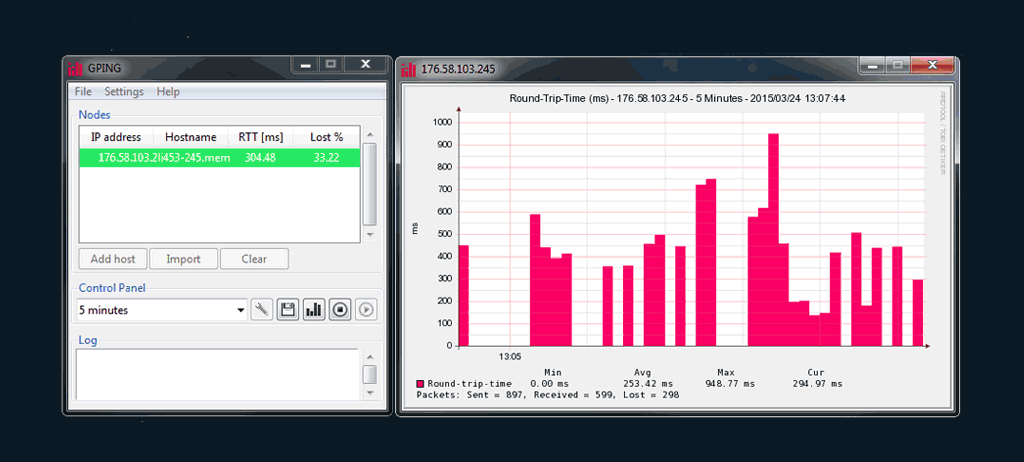 GPING
File Settings Help
Nodes
IP address Hostname RTT [ms] Lost %
176.58.103.2 453-245.mem 304.48 33.22
Add host Import Clear
Control Panel
5 minutes
Log
176.58.103.245
Round-Trip-Time (ms) - 176.58.103.245 - 5 Minutes - 2015/03/24 13:07:44
RRDTOOL / TOBI OETIKER
1000
900
800
700
600
500
400
300
200
100
0
ms
13:05
Min Avg Max Cur
Round-trip-time 0.00 ms 253.42 ms 948.77 ms 294.97 ms
Packets: Sent = 897, Received = 599, Lost = 298